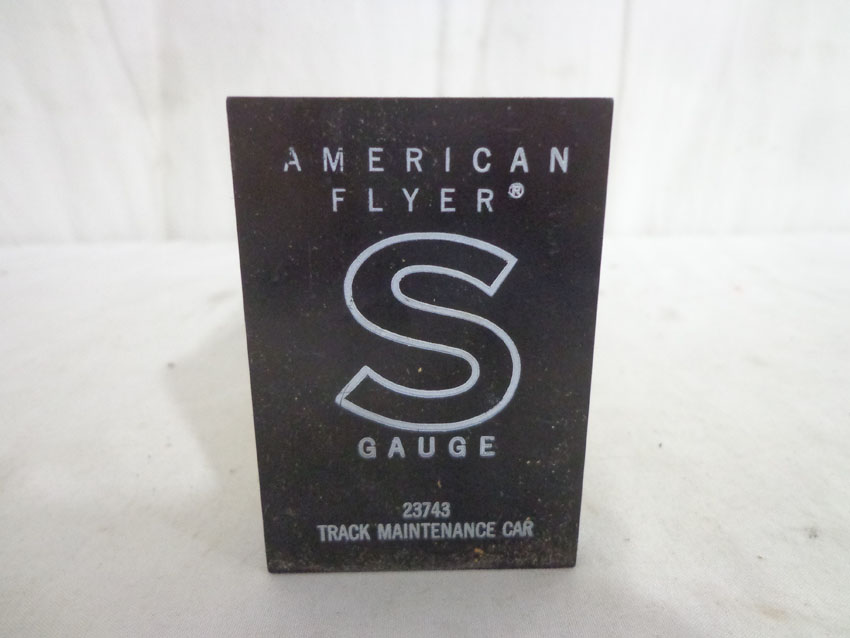 AMERICAN
FLYER®
S
GAUGE
23743
TRACK MAINTENANCE CAR